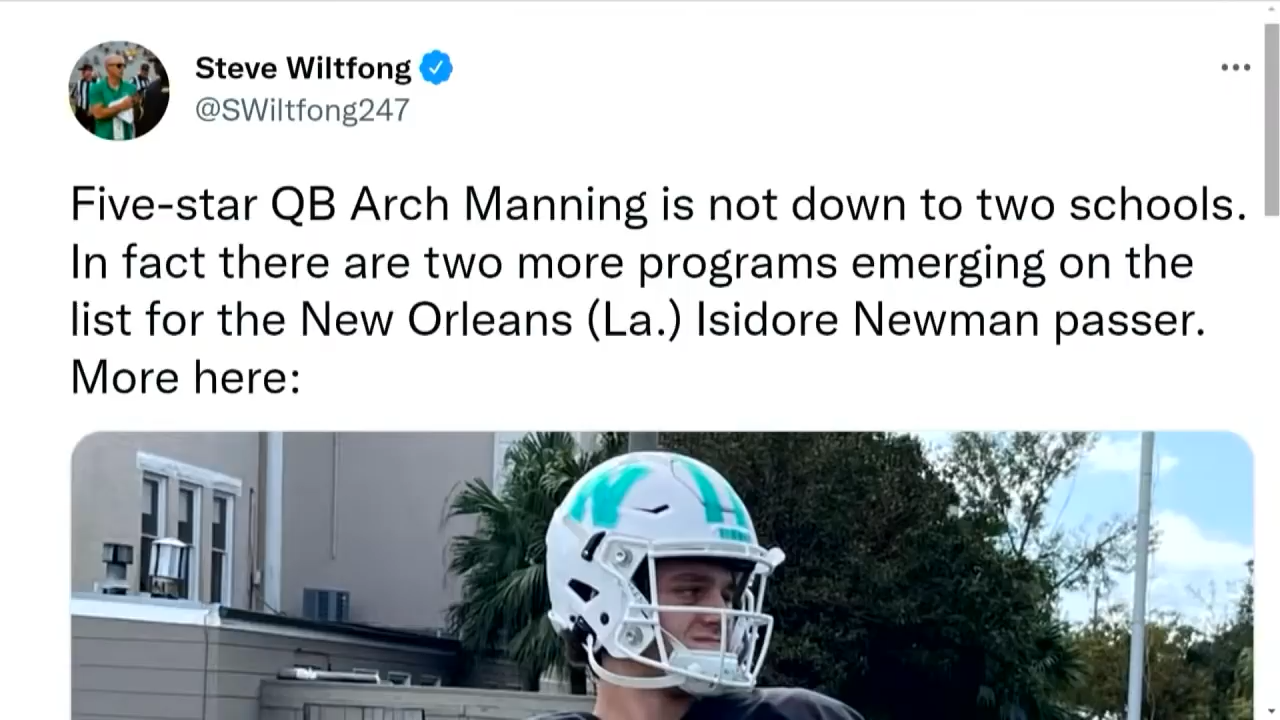 Steve Wiltfong
@SWiltfong247
Five-star QB Arch Manning is not down to two schools.
In fact there are two more programs emerging on the
list for the New Orleans (La.) Isidore Newman passer.
More here: